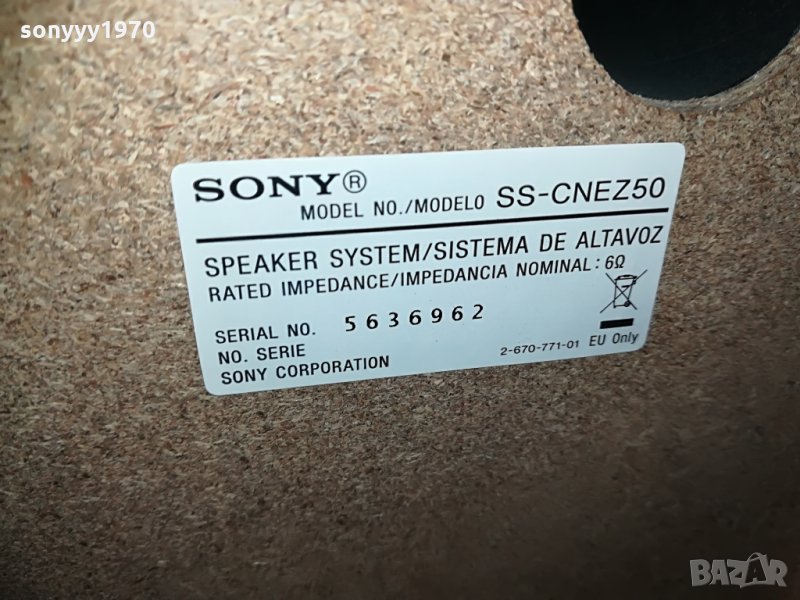 sonyyy1970
SONY®
MODEL NO./MODELO SS-CNEZ50
SPEAKER SYSTEM/SISTEMA DE ALTAVOZ
RATED IMPEDANCE/IMPEDANCIA NOMINAL : 6Ω
SERIAL NO. 5636962
NO. SERIE
SONY CORPORATION
2-670-771-01 EU Only
BAZAR